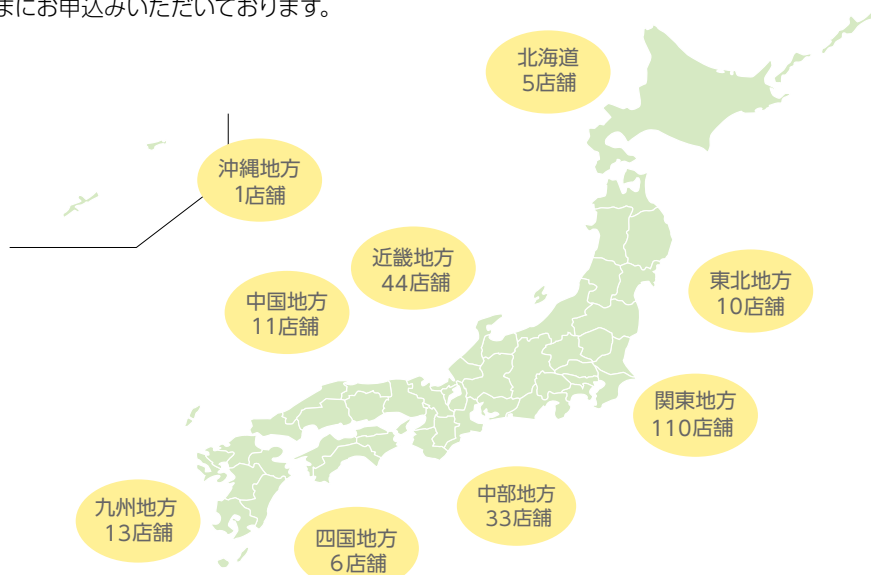 まにお申込みいただいております。
北海道
5店舗
沖縄地方
1店舗
近畿地方
44店舗
中国地方
11店舗
東北地方
10店舗
関東地方
110店舗
中部地方
33店舗
九州地方
13店舗
四国地方
6店舗